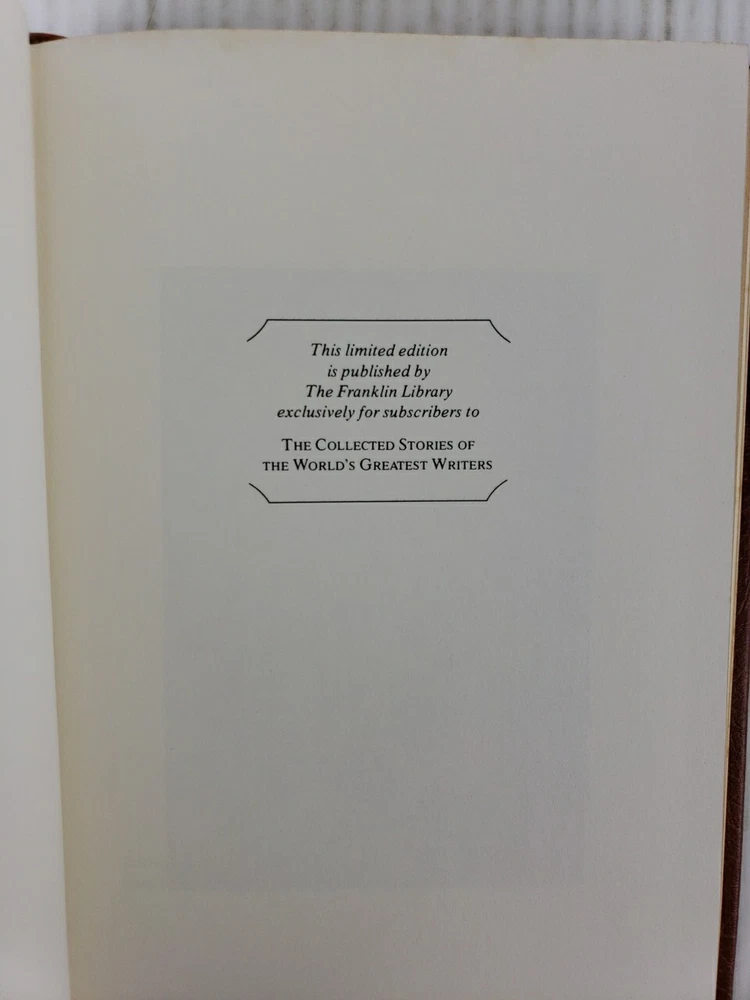 This limited edition
is published by
The Franklin Library
exclusively for subscribers to
THE COLLECTED STORIES OF
THE WORLD'S GREATEST WRITERS